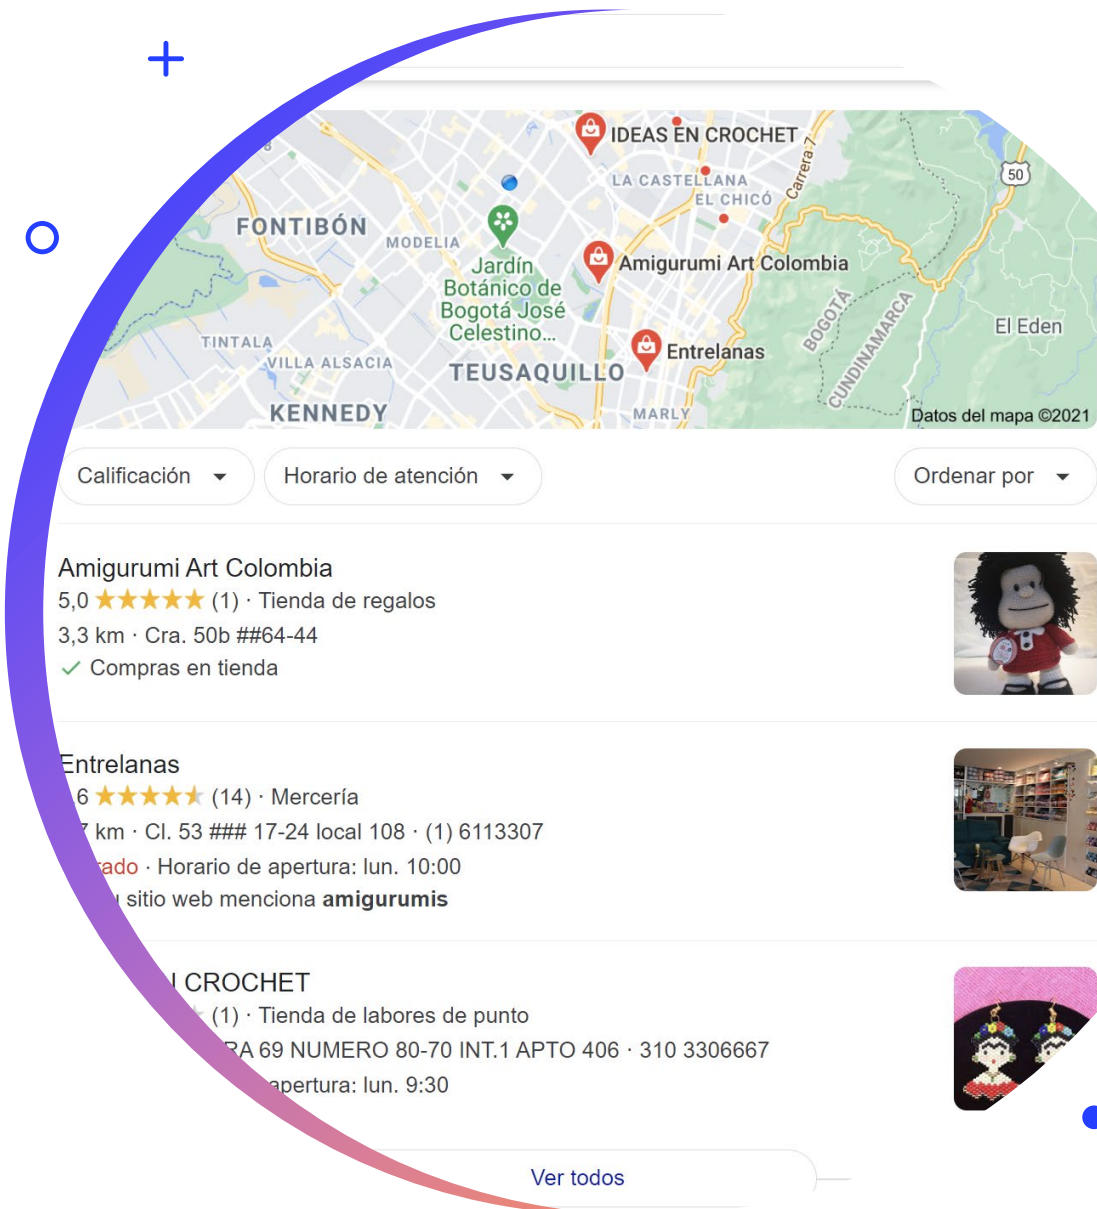 IDEAS EN CROCHET
LA CASTELLANA
EL CHICÓ
Carrera 7
50
FONTIBÓN
MODELIA
Jardín
Botánico de
Bogotá José
Celestino...
Amigurumi Art Colombia
BOGOTÁ
CUNDINAMARCA
El Eden
TINTALA
VILLA ALSACIA
TEUSAQUILLO
Entrelanas
KENNEDY
MARLY
Datos del mapa ©2021
Calificación
Horario de atención
Ordenar por
Amigurumi Art Colombia
5,0 ★★★★★ (1) · Tienda de regalos
3,3 km · Cra. 50b ##64-44
Compras en tienda
Entrelanas
6 (14) · Mercería
km · Cl. 53 ### 17-24 local 108 · (1) 6113307
rado · Horario de apertura: lun. 10:00
sitio web menciona amigurumis
CROCHET
(1) · Tienda de labores de punto
RA 69 NUMERO 80-70 INT.1 APTO 406 · 310 3306667
apertura: lun. 9:30
Ver todos